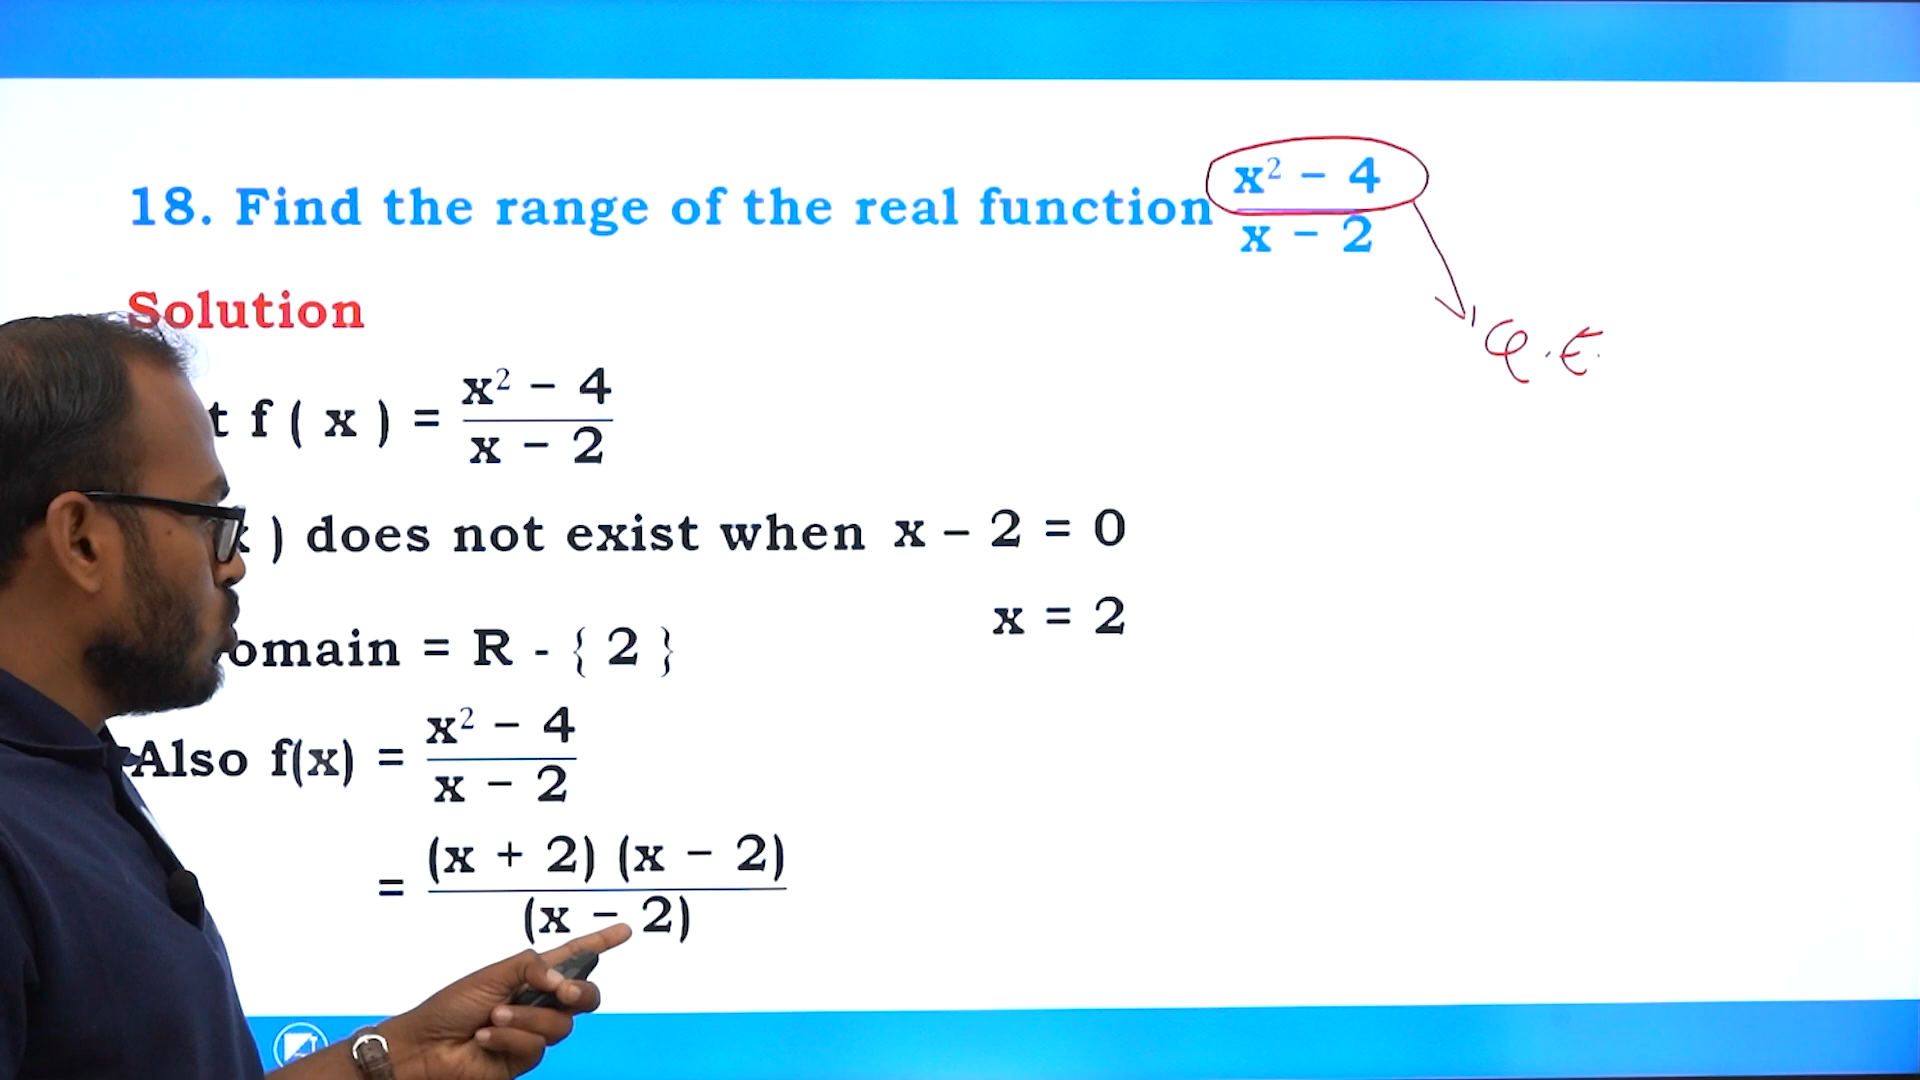 18. Find the range of the real function x² − 4 / x − 2
Q.E.
Solution
t f ( x ) = x² − 4 / x − 2
) does not exist when x − 2 = 0
x = 2
omain = R - { 2 }
Also f(x) = x² − 4 / x − 2
= (x + 2) (x − 2) / (x − 2)